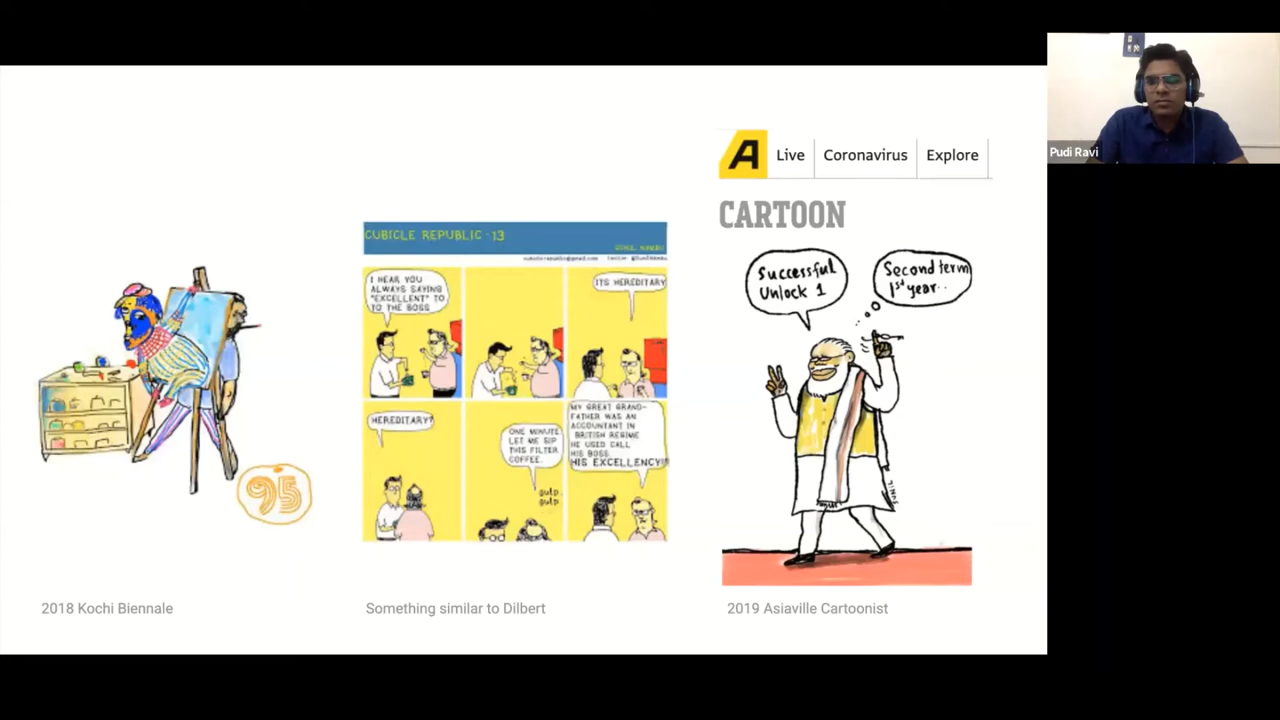 A Live Coronavirus Explore
CARTOON
95
2018 Kochi Biennale
CUBICLE REPUBLIC - 13
I HEAR YOU
ALWAYS SAYING
"EXCELLENT" TO
TO THE BOSS
ITS HEREDITARY
HEREDITARY?
ONE MINUTE
LET ME SIP
THIS FILTER
COFFEE.
gulp.
gulp.
MY GREAT GRAND-
FATHER WAS AN
ACCOUNTANT IN
BRITISH REGIME
HE USED CALL
HIS BOSS
HIS EXCELLENCY!!
Something similar to Dilbert
Successful
Unlock 1
Second term
1st year..
SUNIL
2019 Asiaville Cartoonist
Pudi Ravi